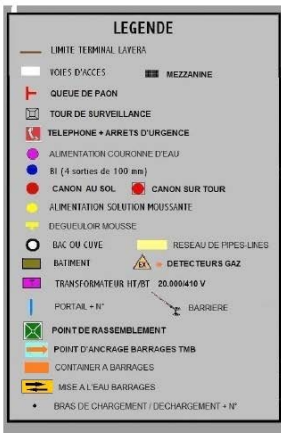 LEGENDE
LIMITE TERMINAL LAVERA
VOIES D'ACCES MEZZANINE
QUEUE DE PAON
TOUR DE SURVEILLANCE
TELEPHONE + ARRETS D'URGENCE
ALIMENTATION COURONNE D'EAU
BI (4 sorties de 100 mm)
CANON AU SOL CANON SUR TOUR
ALIMENTATION SOLUTION MOUSSANTE
DEGUEULOIR MOUSSE
BAC OU CUVE RESEAU DE PIPES-LINES
BATIMENT EX DETECTEURS GAZ
TRANSFORMATEUR HT/BT 20.000/410 V
PORTAIL + N° BARRIERE
POINT DE RASSEMBLEMENT
POINT D'ANCRAGE BARRAGES TMB
CONTAINER A BARRAGES
MISE A L'EAU BARRAGES
BRAS DE CHARGEMENT / DECHARGEMENT + N°